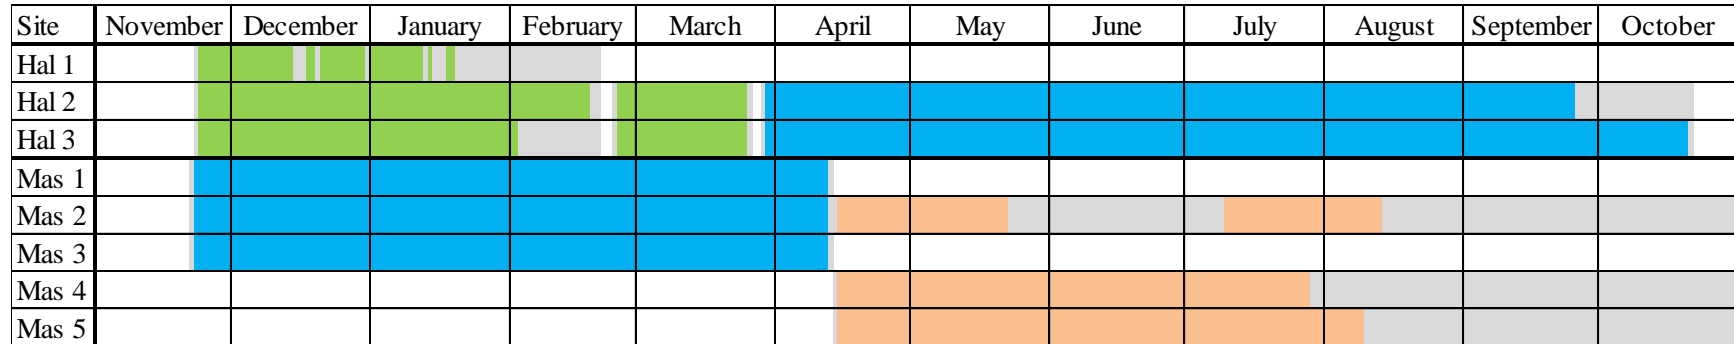 Site November December January February March April May June July August September October
Hal 1
Hal 2
Hal 3
Mas 1
Mas 2
Mas 3
Mas 4
Mas 5